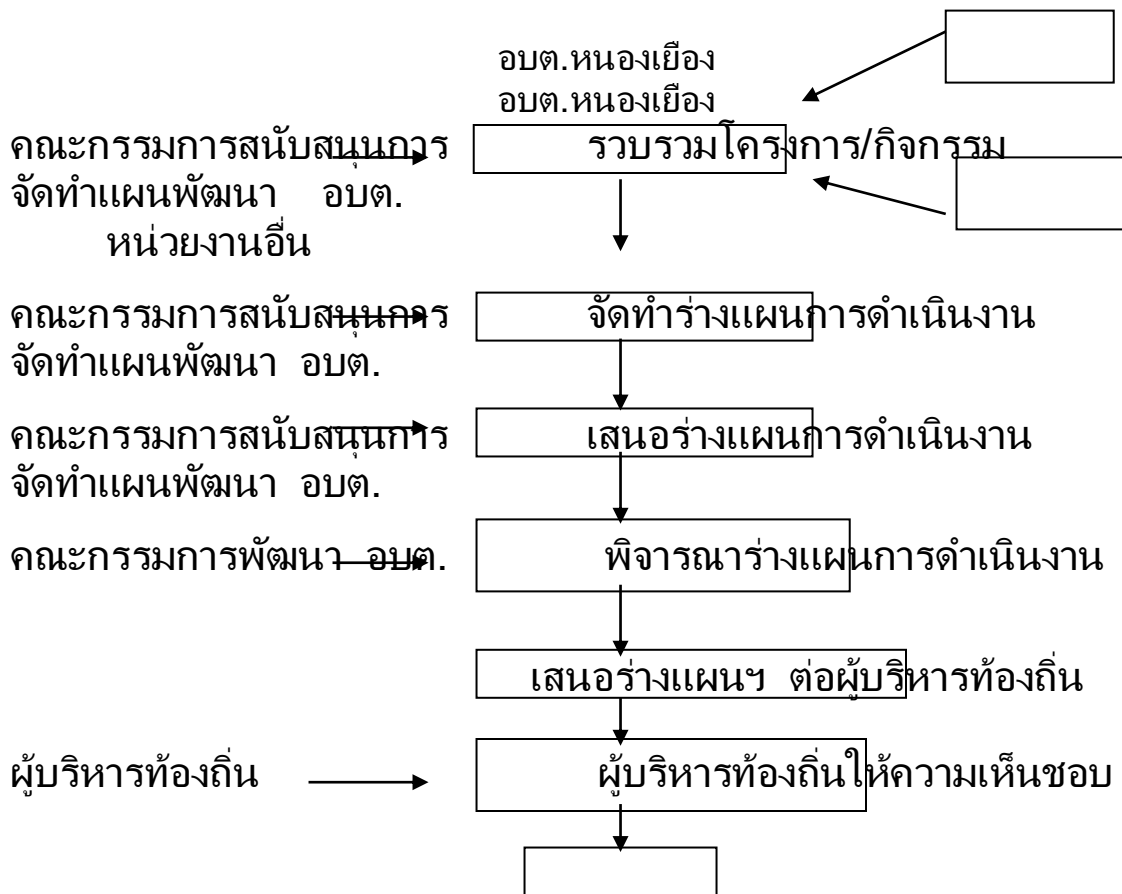 อบต.หนองเยือง
อบต.หนองเยือง
คณะกรรมการสนับสนุนการ รวบรวมโครงการ/กิจกรรม
จัดทำแผนพัฒนา อบต.
หน่วยงานอื่น
คณะกรรมการสนับสนุนการ จัดทำร่างแผนการดำเนินงาน
จัดทำแผนพัฒนา อบต.
คณะกรรมการสนับสนุนการ เสนอร่างแผนการดำเนินงาน
จัดทำแผนพัฒนา อบต.
คณะกรรมการพัฒนา อบต. พิจารณาร่างแผนการดำเนินงาน
เสนอร่างแผนฯ ต่อผู้บริหารท้องถิ่น
ผู้บริหารท้องถิ่น ผู้บริหารท้องถิ่นให้ความเห็นชอบ